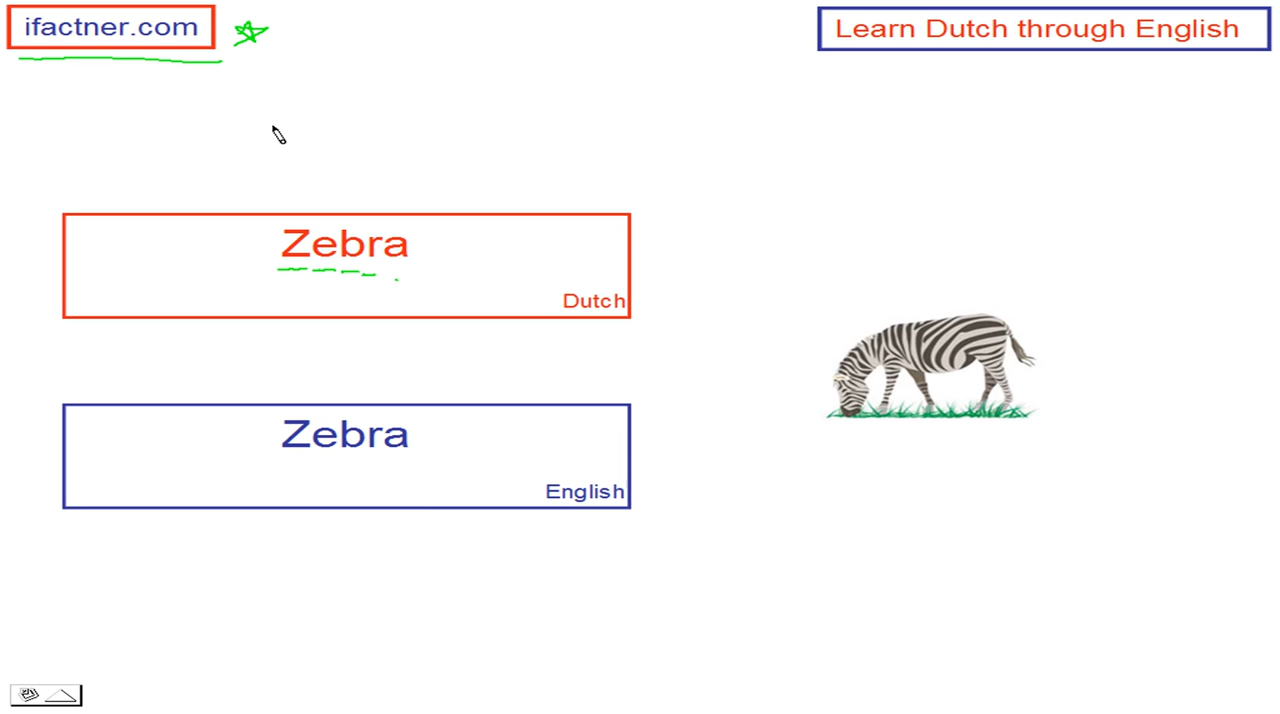 ifactner.com
Learn Dutch through English
Zebra
Dutch
Zebra
English